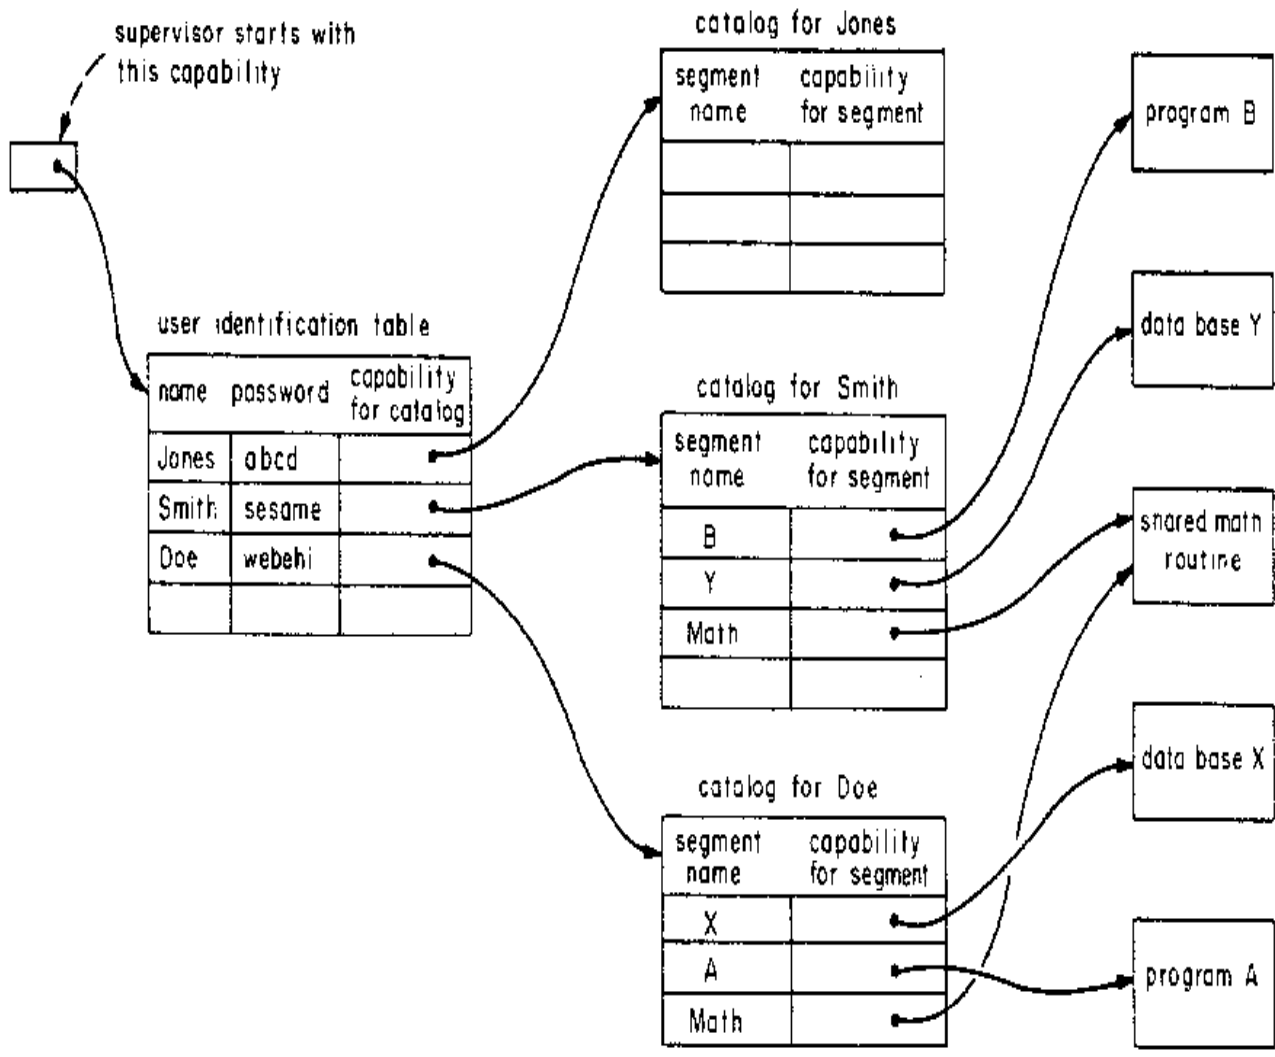 supervisor starts with
this capability
user identification table
name password capability
for catalog
Jones abcd
Smith sesame
Doe webehi
catalog for Jones
segment
name
capability
for segment
catalog for Smith
segment
name
capability
for segment
B
Y
Math
catalog for Doe
segment
name
capability
for segment
X
A
Math
program B
data base Y
shared math
routine
data base X
program A